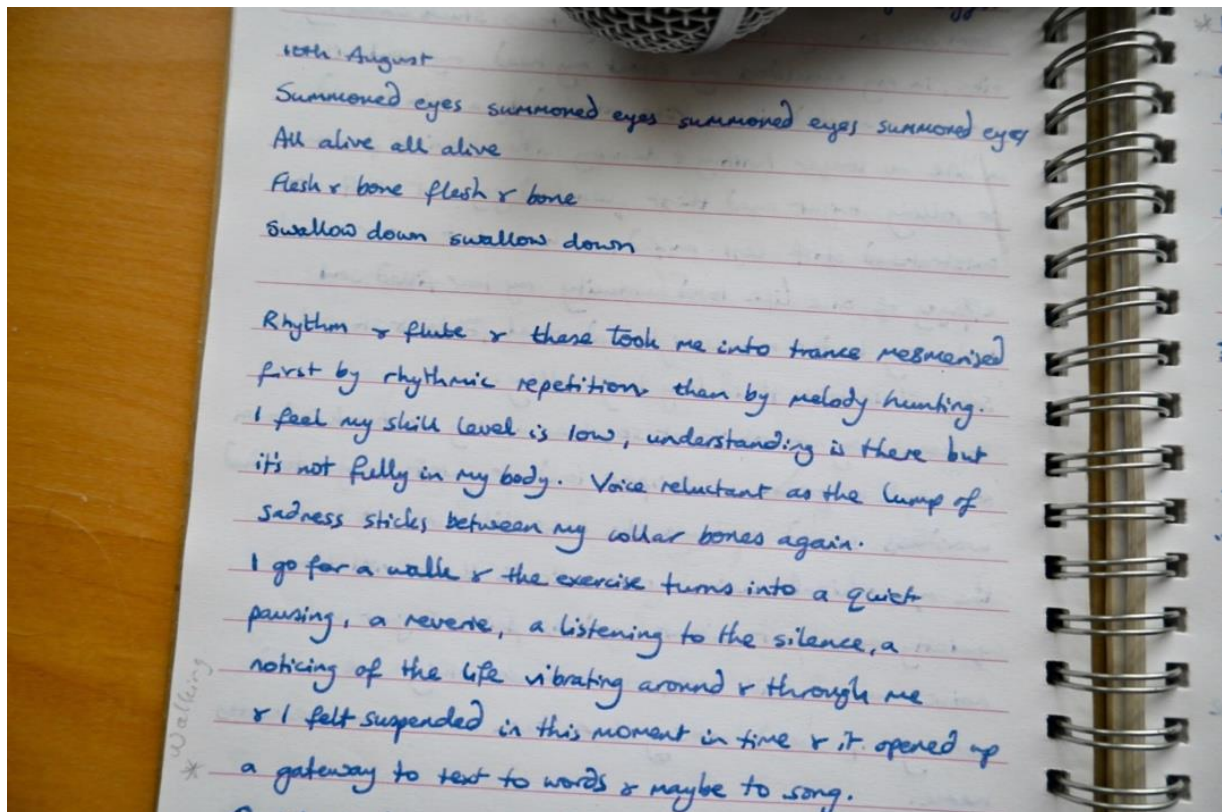 10th August
Summoned eyes summoned eyes summoned eyes summoned eyes
All alive all alive
Flesh & bone flesh & bone
Swallow down swallow down
Rhythm & flute & these took me into trance mesmerised
first by rhythmic repetition then by melody hunting.
I feel my skill level is low, understanding is there but
it's not fully in my body. Voice reluctant as the lump of
sadness sticks between my collar bones again.
I go for a walk & the exercise turns into a quiet
pausing, a reverie, a listening to the silence, a
noticing of the life vibrating around & through me
& I felt suspended in this moment in time & it opened up
a gateway to text to words & maybe to song.
* Walking